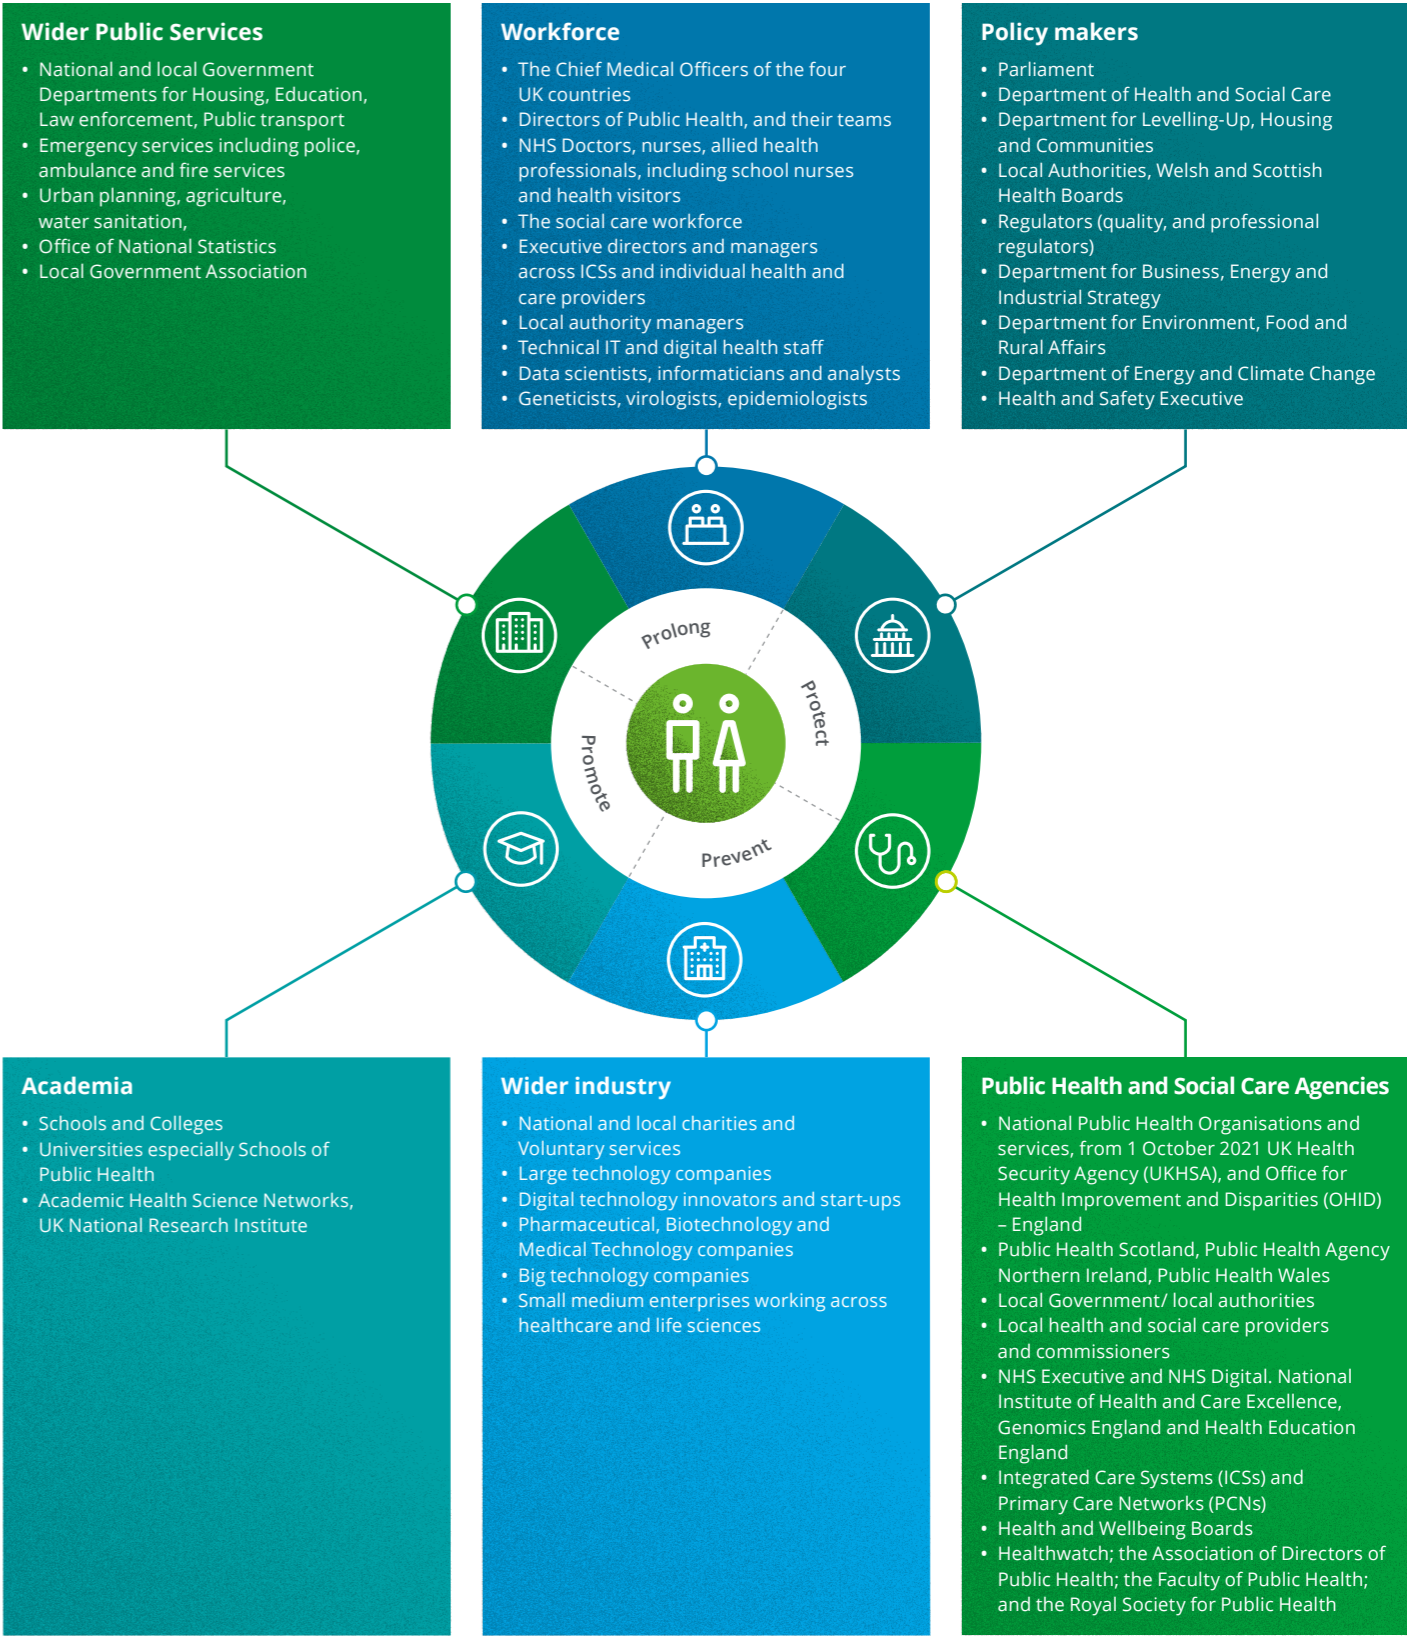 Wider Public Services
• National and local Government
Departments for Housing, Education,
Law enforcement, Public transport
• Emergency services including police,
ambulance and fire services
• Urban planning, agriculture,
water sanitation,
• Office of National Statistics
• Local Government Association
Workforce
• The Chief Medical Officers of the four
UK countries
• Directors of Public Health, and their teams
• NHS Doctors, nurses, allied health
professionals, including school nurses
and health visitors
• The social care workforce
• Executive directors and managers
across ICSs and individual health and
care providers
• Local authority managers
• Technical IT and digital health staff
• Data scientists, informaticians and analysts
• Geneticists, virologists, epidemiologists
Policy makers
• Parliament
• Department of Health and Social Care
• Department for Levelling-Up, Housing
and Communities
• Local Authorities, Welsh and Scottish
Health Boards
• Regulators (quality, and professional
regulators)
• Department for Business, Energy and
Industrial Strategy
• Department for Environment, Food and
Rural Affairs
• Department of Energy and Climate Change
• Health and Safety Executive
Prolong
Protect
Promote
Prevent
Academia
• Schools and Colleges
• Universities especially Schools of
Public Health
• Academic Health Science Networks,
UK National Research Institute
Wider industry
• National and local charities and
Voluntary services
• Large technology companies
• Digital technology innovators and start-ups
• Pharmaceutical, Biotechnology and
Medical Technology companies
• Big technology companies
• Small medium enterprises working across
healthcare and life sciences
Public Health and Social Care Agencies
• National Public Health Organisations and
services, from 1 October 2021 UK Health
Security Agency (UKHSA), and Office for
Health Improvement and Disparities (OHID)
– England
• Public Health Scotland, Public Health Agency
Northern Ireland, Public Health Wales
• Local Government/ local authorities
• Local health and social care providers
and commissioners
• NHS Executive and NHS Digital. National
Institute of Health and Care Excellence,
Genomics England and Health Education
England
• Integrated Care Systems (ICSs) and
Primary Care Networks (PCNs)
• Health and Wellbeing Boards
• Healthwatch; the Association of Directors of
Public Health; the Faculty of Public Health;
and the Royal Society for Public Health